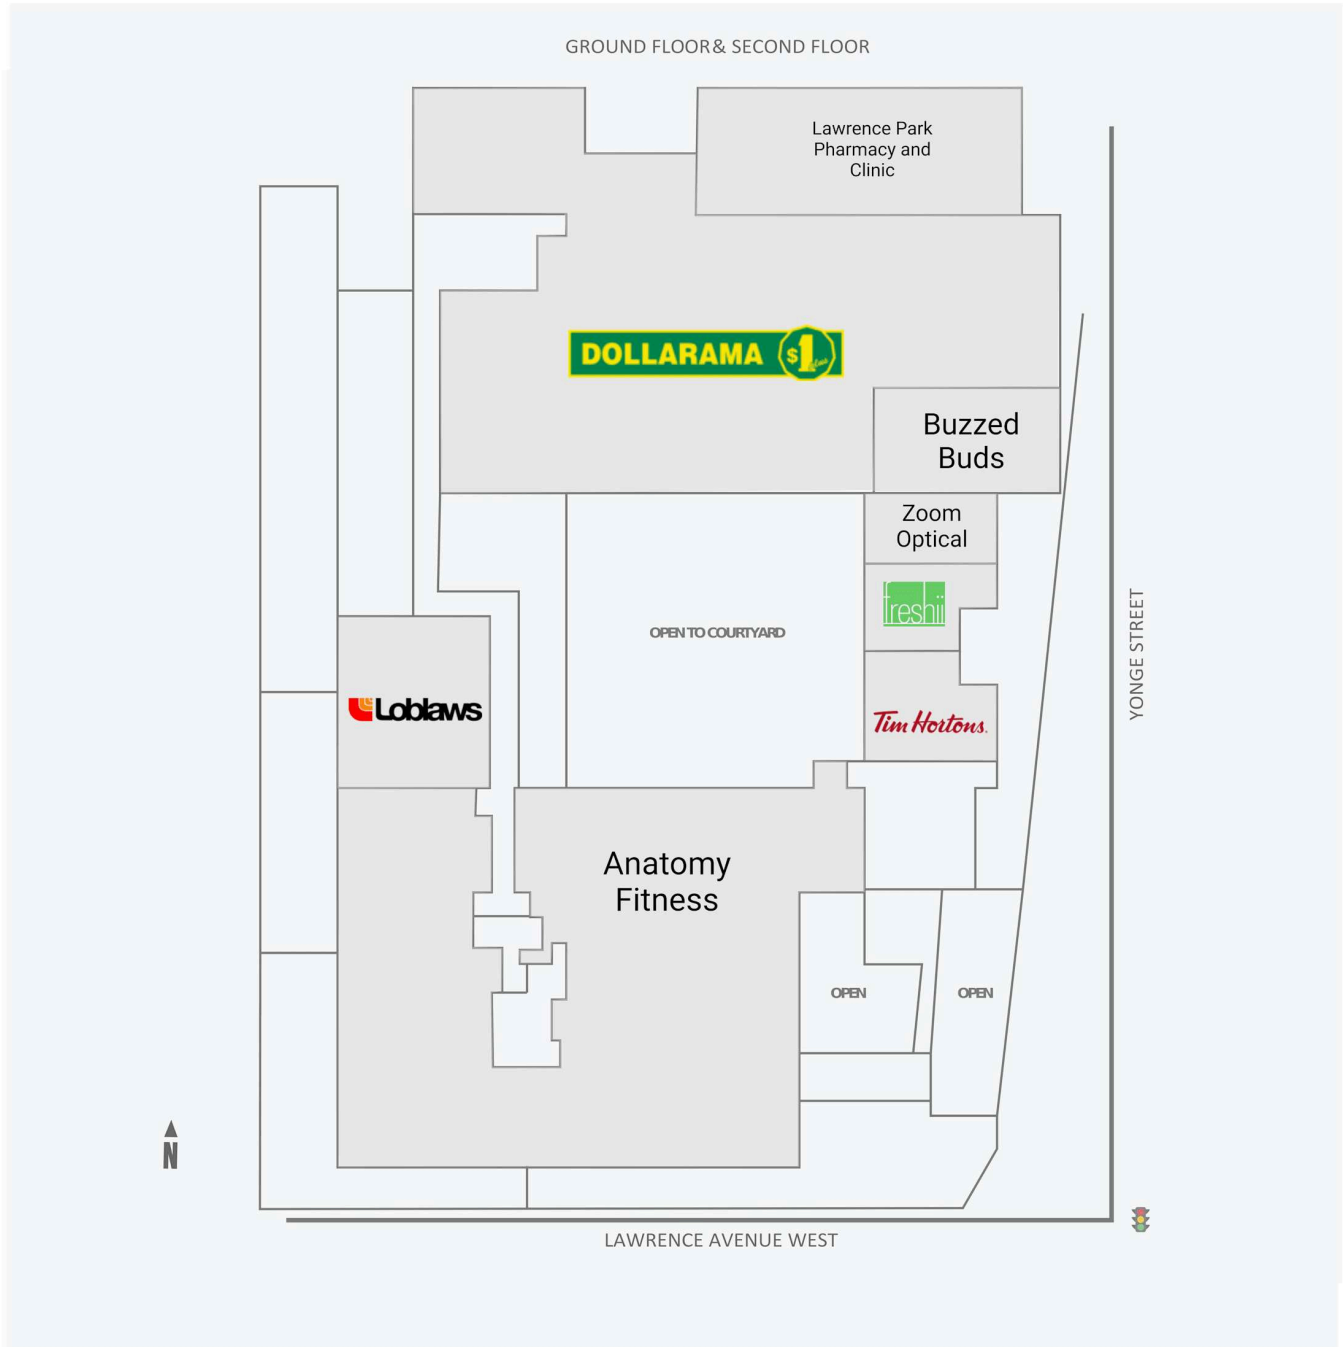 GROUND FLOOR & SECOND FLOOR
Lawrence Park
Pharmacy and
Clinic
DOLLARAMA $1 plus
Buzzed
Buds
Zoom
Optical
freshii
OPEN TO COURTYARD
YONGE STREET
Loblaws
Tim Hortons.
Anatomy
Fitness
OPEN
OPEN
N
LAWRENCE AVENUE WEST